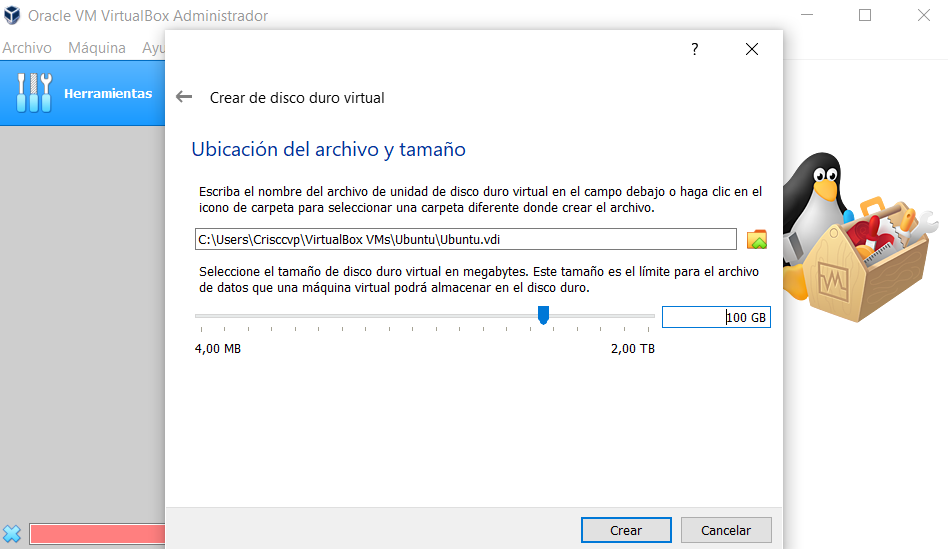 Oracle VM VirtualBox Administrador
Archivo Máquina Ayu
Herramientas
?
Crear de disco duro virtual
Ubicación del archivo y tamaño
Escriba el nombre del archivo de unidad de disco duro virtual en el campo debajo o haga clic en el
icono de carpeta para seleccionar una carpeta diferente donde crear el archivo.
C:\Users\Crisccvp\VirtualBox VMs\Ubuntu\Ubuntu.vdi
Seleccione el tamaño de disco duro virtual en megabytes. Este tamaño es el límite para el archivo
de datos que una máquina virtual podrá almacenar en el disco duro.
100 GB
4,00 MB 2,00 TB
Crear Cancelar